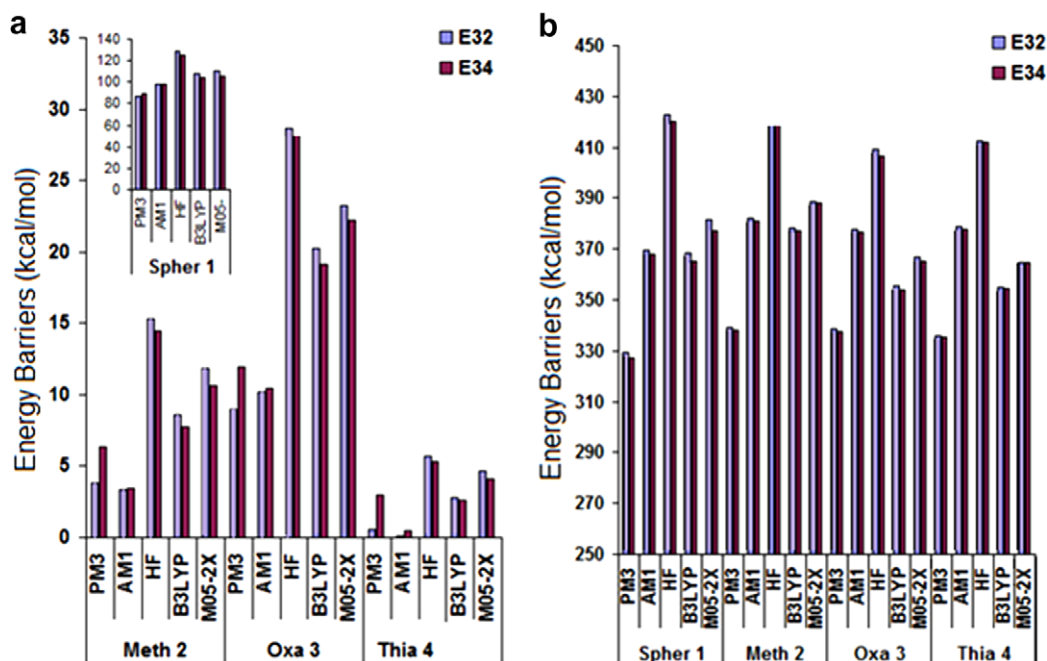 a
35
30
25
20
15
10
5
0
Energy Barriers (kcal/mol)
140
120
100
80
60
40
20
0
PM3
AM1
HF
B3LYP
M05-
Spher 1
E32
E34
PM3
AM1
HF
B3LYP
M05-2X
PM3
AM1
HF
B3LYP
M05-2X
PM3
AM1
HF
B3LYP
M05-2X
Meth 2
Oxa 3
Thia 4
b
450
430
410
390
370
350
330
310
290
270
250
Energy Barriers (kcal/mol)
E32
E34
PM3
AM1
HF
B3LYP
M05-2X
PM3
AM1
HF
B3LYP
M05-2X
PM3
AM1
HF
B3LYP
M05-2X
PM3
AM1
HF
B3LYP
M05-2X
Spher 1
Meth 2
Oxa 3
Thia 4